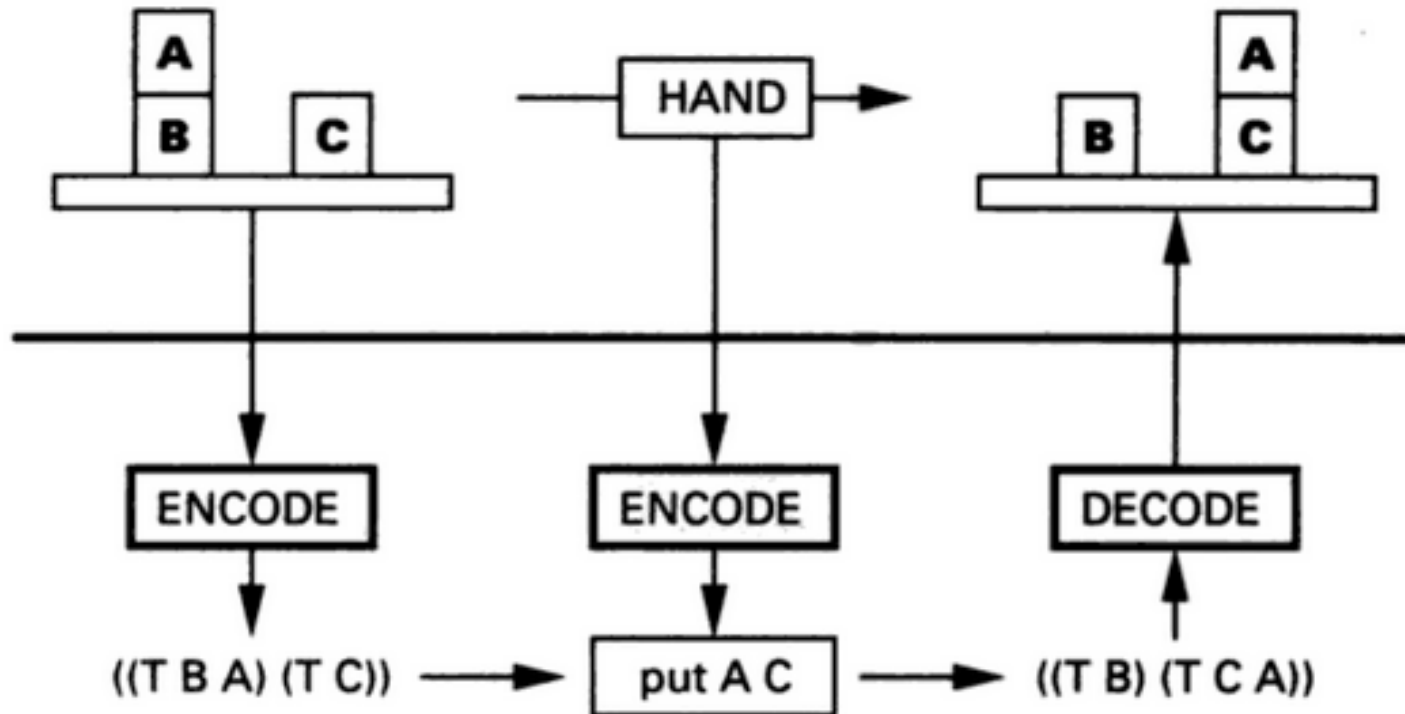 A
B
C
HAND
A
B
C
ENCODE
ENCODE
DECODE
((T B A) (T C))
put A C
((T B) (T C A))